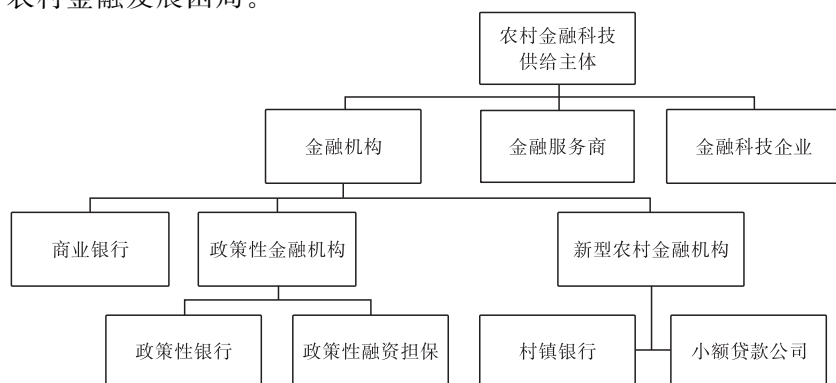 农村金融发展困局。
农村金融科技
供给主体
金融机构
金融服务商
金融科技企业
商业银行
政策性金融机构
新型农村金融机构
政策性银行
政策性融资担保
村镇银行
小额贷款公司